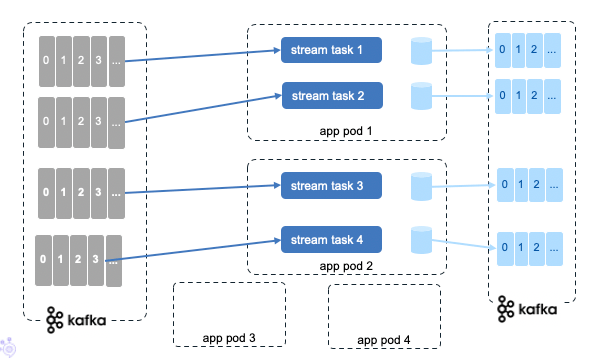 0 1 2 3 ...
stream task 1
0 1 2 ...
0 1 2 3 ...
stream task 2
0 1 2 ...
app pod 1
0 1 2 3 ...
stream task 3
0 1 2 ...
0 1 2 3 ...
stream task 4
0 1 2 ...
app pod 2
kafka
kafka
app pod 3
app pod 4